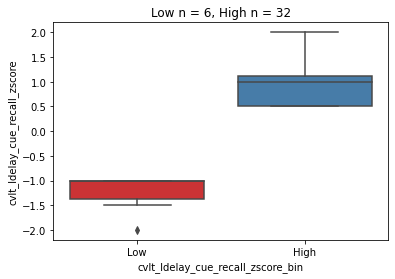 Low n = 6, High n = 32
cvlt_ldelay_cue_recall_zscore
2.0
1.5
1.0
0.5
0.0
−0.5
−1.0
−1.5
−2.0
Low High
cvlt_ldelay_cue_recall_zscore_bin